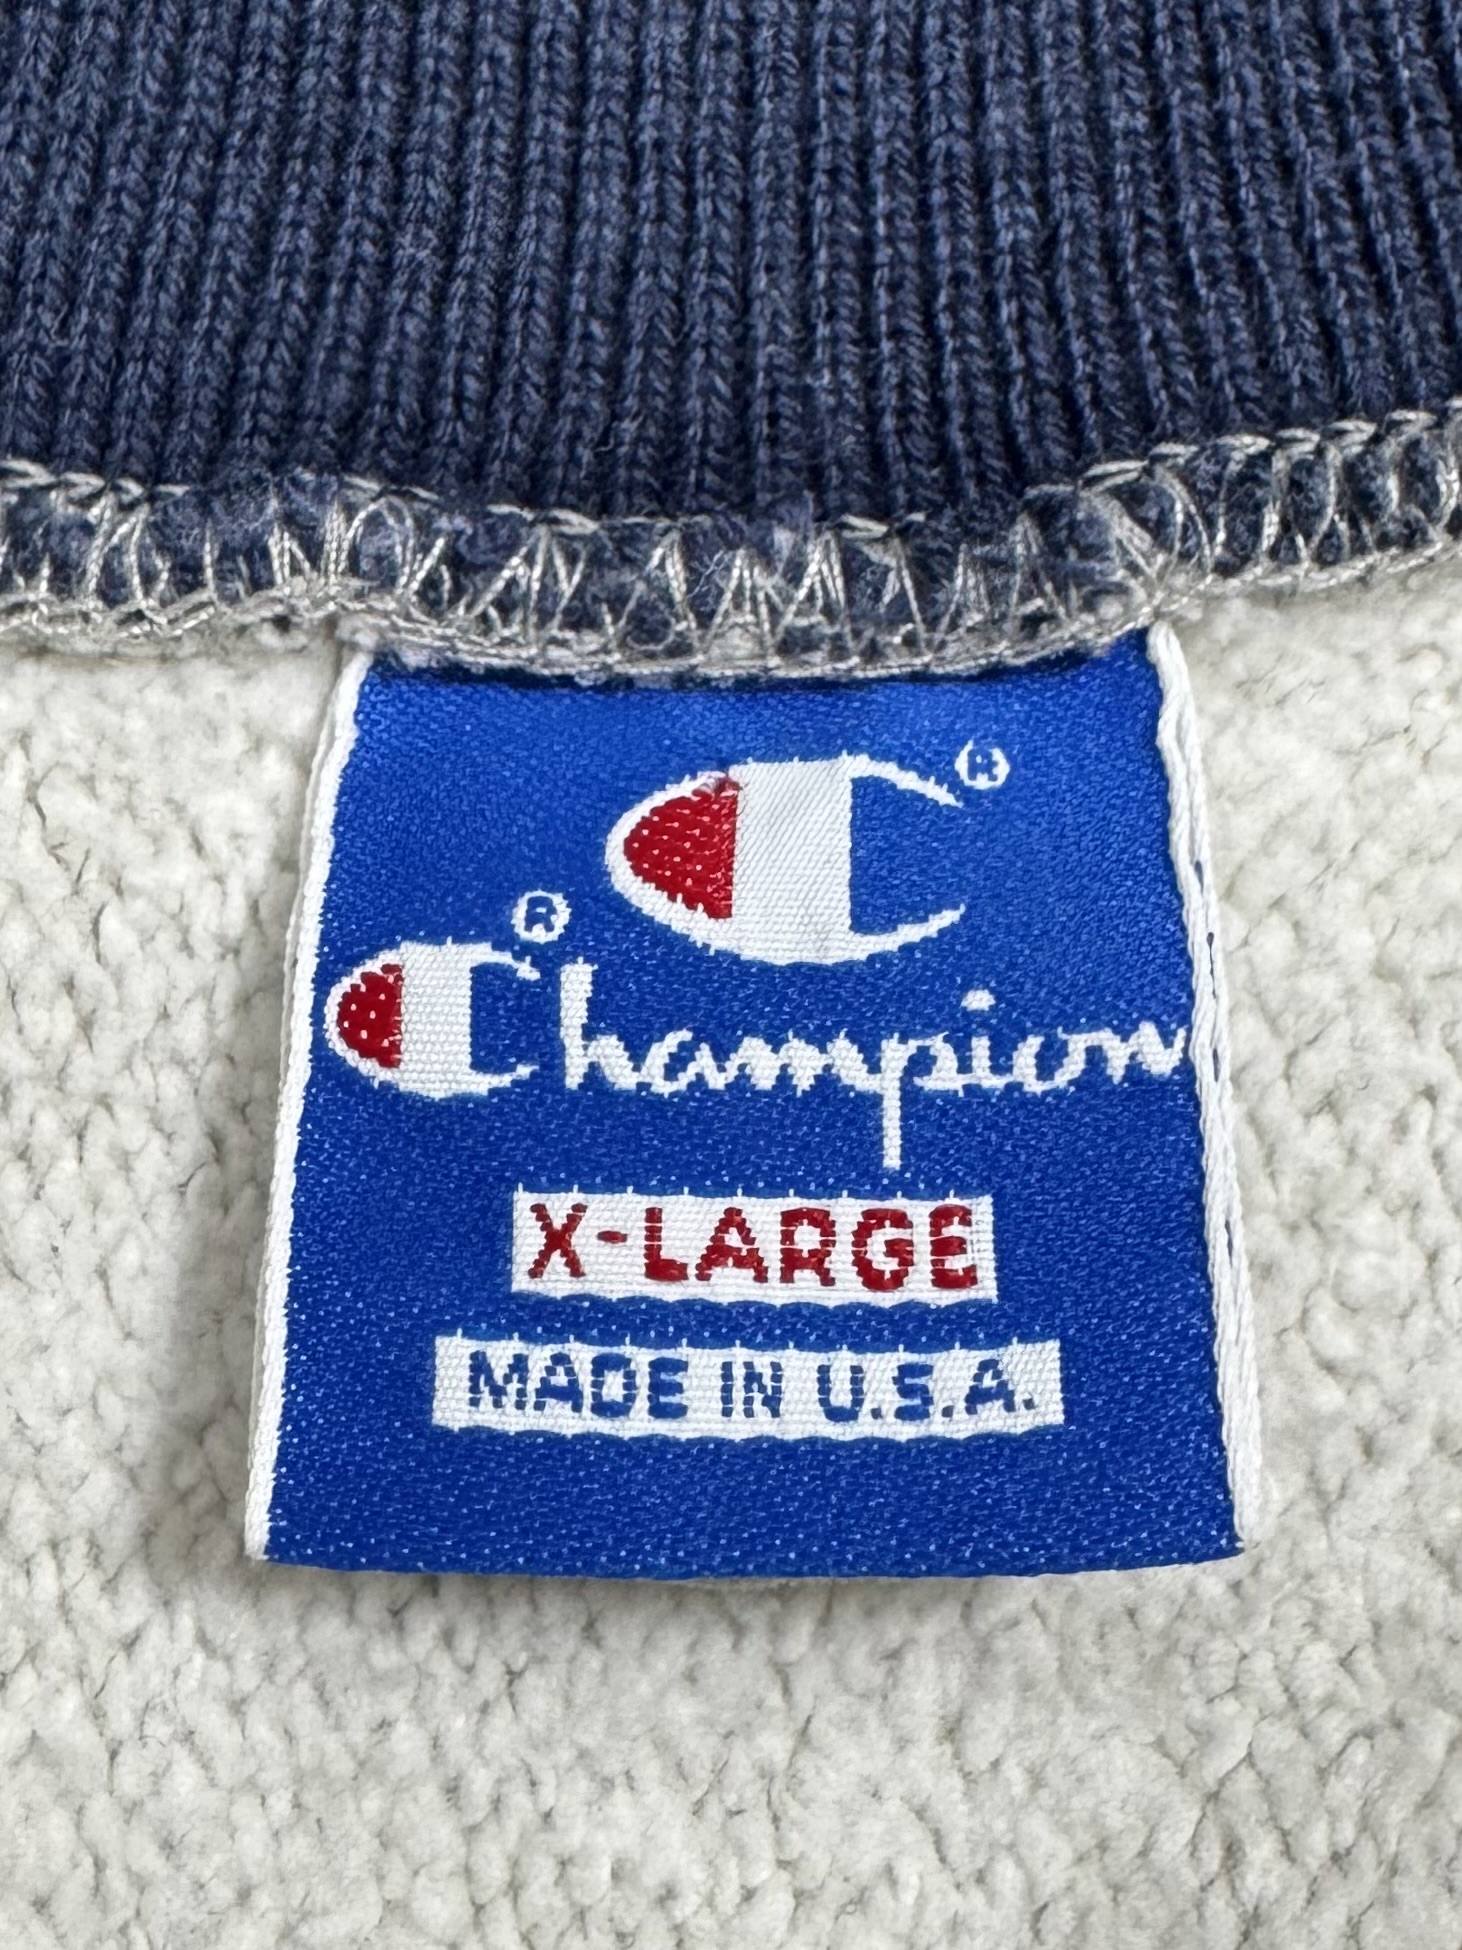 C®
Champion®
X-LARGE
MADE IN U.S.A.